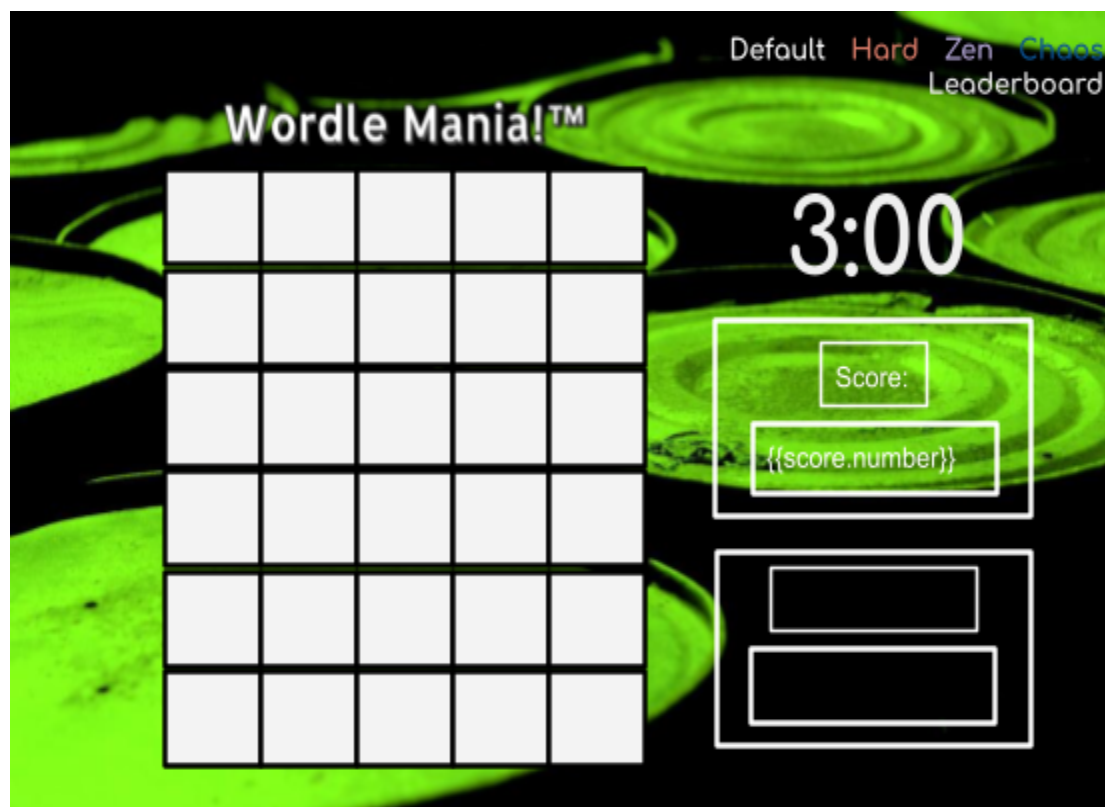 Default Hard Zen Chaos
Leaderboard
Wordle Mania!™
3:00
Score:
{{score.number}}